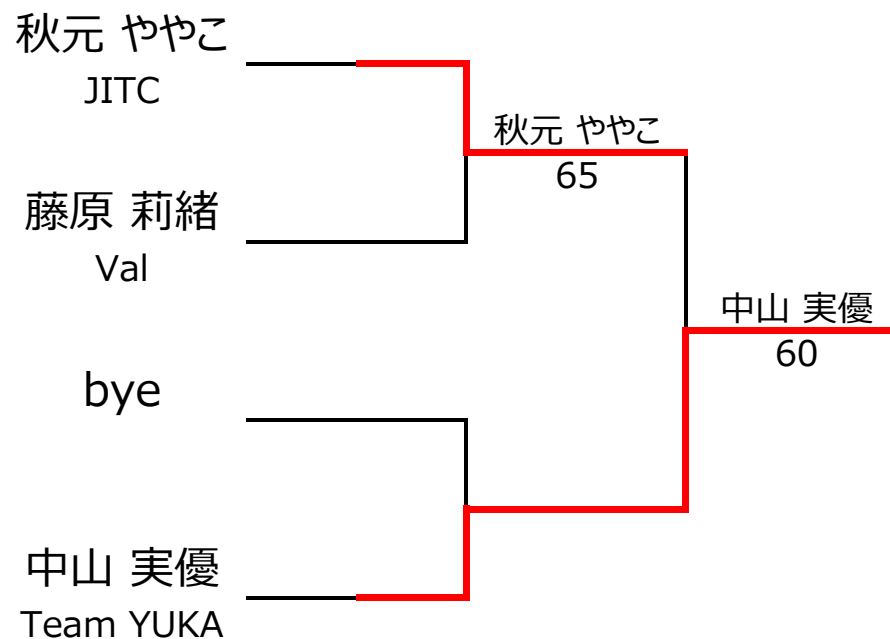 秋元 ややこ
JITC
秋元 ややこ
65
藤原 莉緒
Val
中山 実優
60
bye
中山 実優
Team YUKA